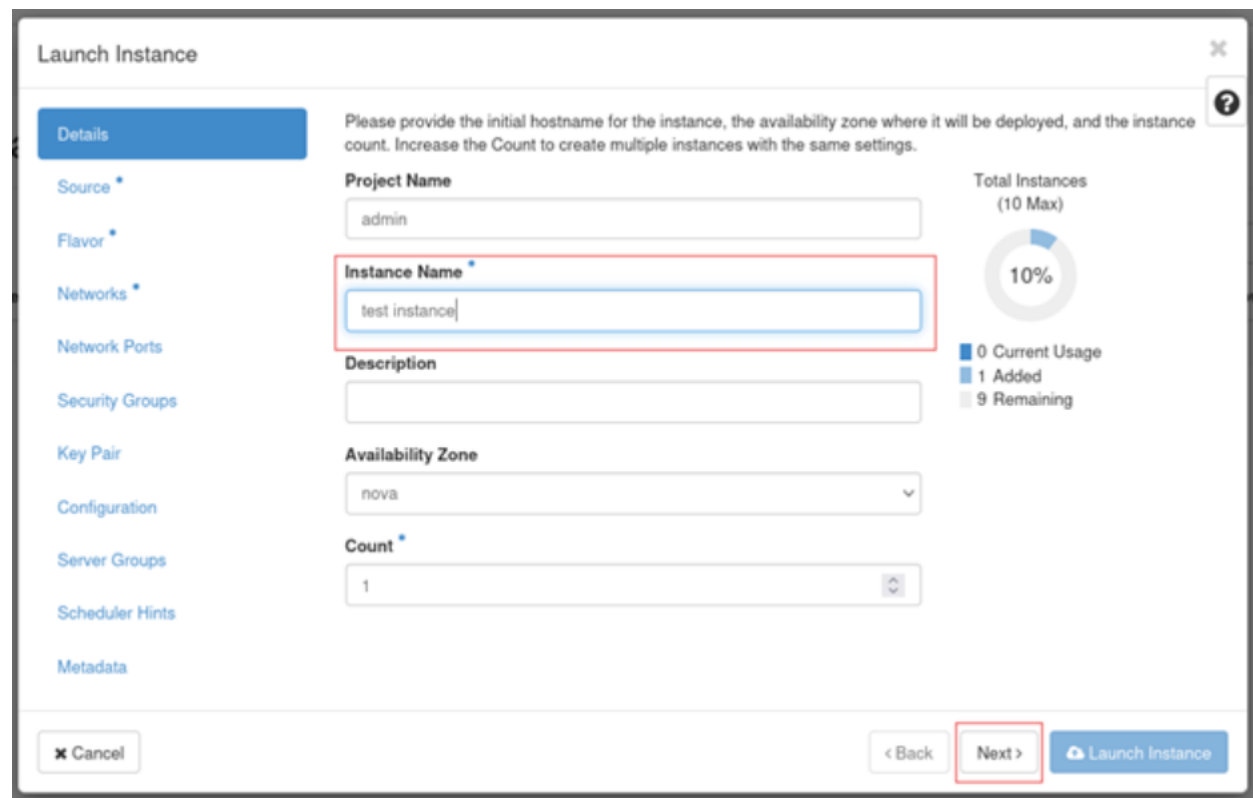 Launch Instance
Details
Source *
Flavor *
Networks *
Network Ports
Security Groups
Key Pair
Configuration
Server Groups
Scheduler Hints
Metadata
Please provide the initial hostname for the instance, the availability zone where it will be deployed, and the instance
count. Increase the Count to create multiple instances with the same settings.
Project Name
admin
Instance Name *
test instance
Description
Availability Zone
nova
Count *
1
Total Instances
(10 Max)
10%
0 Current Usage
1 Added
9 Remaining
✖ Cancel
< Back
Next >
Launch Instance